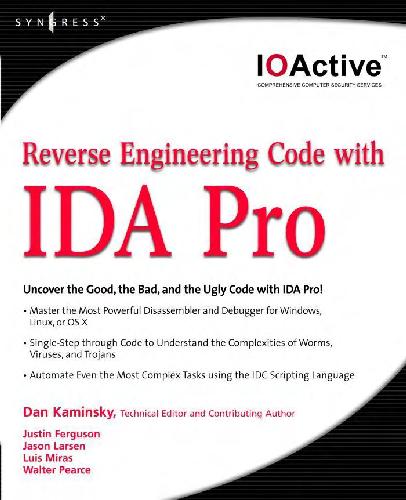 SYNGRESS
IOActive™
COMPREHENSIVE COMPUTER SECURITY SERVICES
Reverse Engineering Code with
IDA Pro
Uncover the Good, the Bad, and the Ugly Code with IDA Pro!
• Master the Most Powerful Disassembler and Debugger for Windows,
Linux, or OS X
• Single-Step through Code to Understand the Complexities of Worms,
Viruses, and Trojans
• Automate Even the Most Complex Tasks using the IDC Scripting Language
Dan Kaminsky, Technical Editor and Contributing Author
Justin Ferguson
Jason Larsen
Luis Miras
Walter Pearce